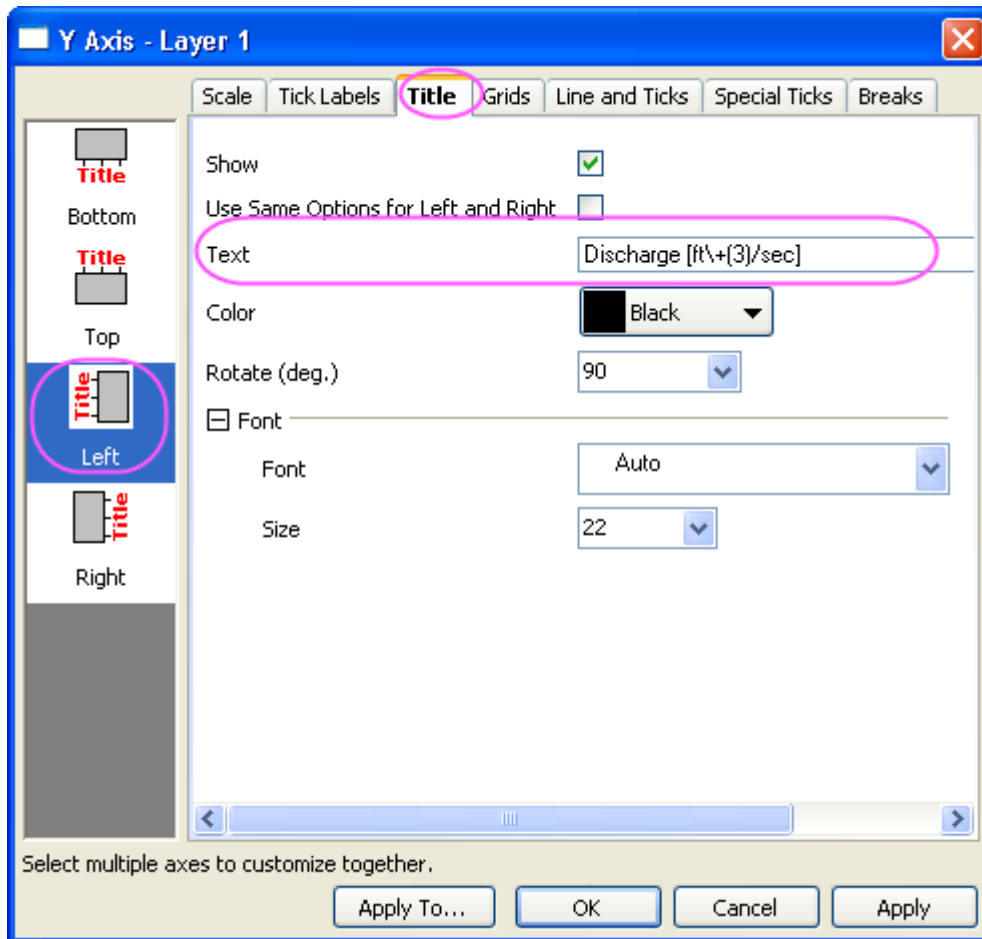 Y Axis - Layer 1
Scale Tick Labels Title Grids Line and Ticks Special Ticks Breaks
Title
Bottom
Title
Top
Title
Left
Title
Right
Show
Use Same Options for Left and Right
Text Discharge [ft\+(3)/sec]
Color Black
Rotate (deg.) 90
Font
Font Auto
Size 22
Select multiple axes to customize together.
Apply To... OK Cancel Apply